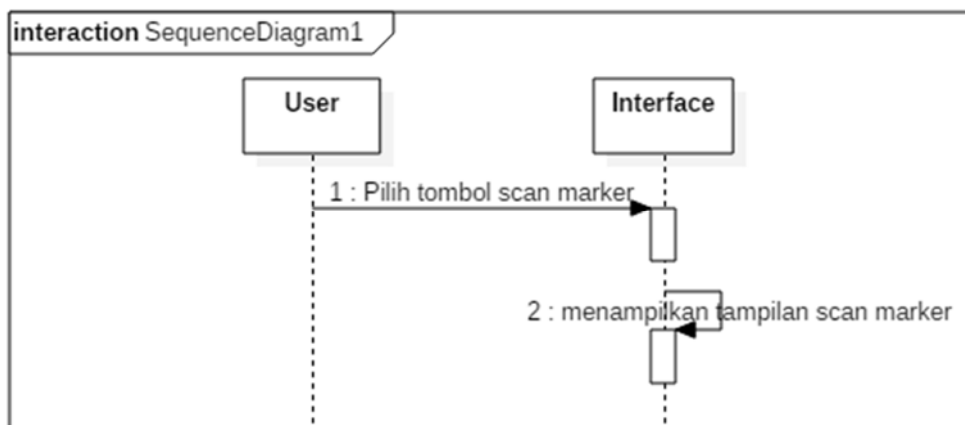 interaction SequenceDiagram1
User
Interface
1 : Pilih tombol scan marker
2 : menampilkan tampilan scan marker